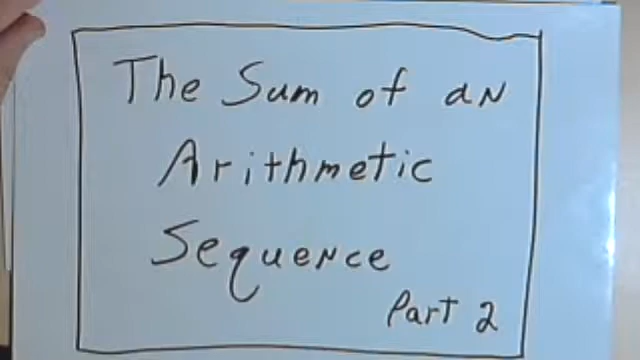 The Sum of an
Arithmetic
Sequence
Part 2